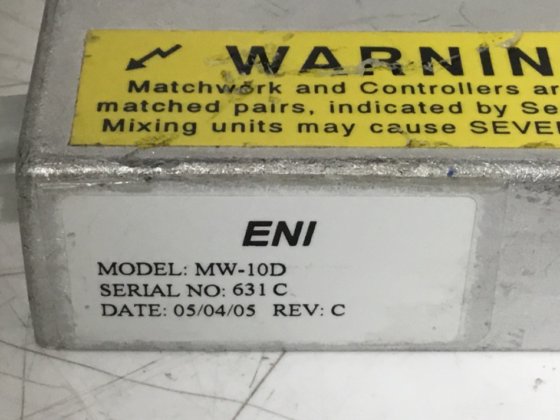 WARNIN
Matchwork and Controllers ar
matched pairs, indicated by Se
Mixing units may cause SEVE
ENI
MODEL: MW-10D
SERIAL NO: 631 C
DATE: 05/04/05 REV: C